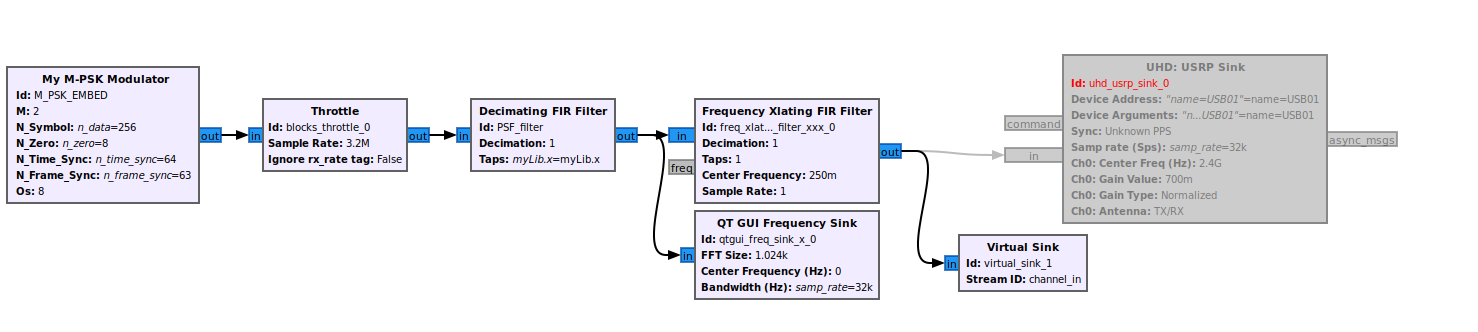 My M-PSK Modulator
Id: M_PSK_EMBED
M: 2
N_Symbol: n_data=256
N_Zero: n_zero=8
N_Time_Sync: n_time_sync=64
N_Frame_Sync: n_frame_sync=63
Os: 8
out
in
Throttle
Id: blocks_throttle_0
Sample Rate: 3.2M
Ignore rx_rate tag: False
out
in
Decimating FIR Filter
Id: PSF_filter
Decimation: 1
Taps: myLib.x=myLib.x
out
in
freq
Frequency Xlating FIR Filter
Id: freq_xlat..._filter_xxx_0
Decimation: 1
Taps: 1
Center Frequency: 250m
Sample Rate: 1
out
in
QT GUI Frequency Sink
Id: qtgui_freq_sink_x_0
FFT Size: 1.024k
Center Frequency (Hz): 0
Bandwidth (Hz): samp_rate=32k
command
in
UHD: USRP Sink
Id: uhd_usrp_sink_0
Device Address: "name=USB01"=name=USB01
Device Arguments: "n...USB01"=name=USB01
Sync: Unknown PPS
Samp rate (Sps): samp_rate=32k
Ch0: Center Freq (Hz): 2.4G
Ch0: Gain Value: 700m
Ch0: Gain Type: Normalized
Ch0: Antenna: TX/RX
async_msgs
in
Virtual Sink
Id: virtual_sink_1
Stream ID: channel_in